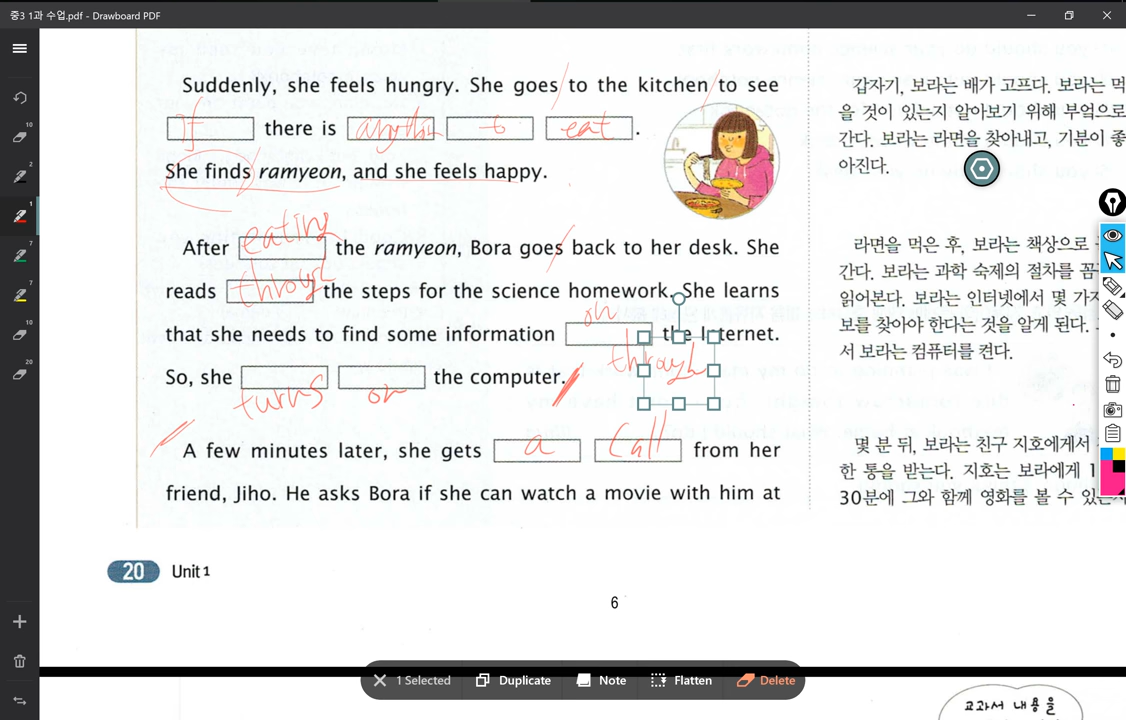 중3 1과 수업.pdf - Drawboard PDF
Suddenly, she feels hungry. She goes to the kitchen to see
If there is anythin to eat .
She finds ramyeon, and she feels happy.
After eating the ramyeon, Bora goes back to her desk. She
reads through the steps for the science homework. She learns
that she needs to find some information on the Internet.
through
So, she turns on the computer.
A few minutes later, she gets a call from her
friend, Jiho. He asks Bora if she can watch a movie with him at
갑자기, 보라는 배가 고프다. 보라는 먹
을 것이 있는지 알아보기 위해 부엌으로
간다. 보라는 라면을 찾아내고, 기분이 좋
아진다.
라면을 먹은 후, 보라는 책상으로
간다. 보라는 과학 숙제의 절차를 꼼
읽어본다. 보라는 인터넷에서 몇 가지
보를 찾아야 한다는 것을 알게 된다.
서 보라는 컴퓨터를 켠다.
몇 분 뒤, 보라는 친구 지호에게서
한 통을 받는다. 지호는 보라에게 1
30분에 그와 함께 영화를 볼 수 있는지
20 Unit 1
6
1 Selected Duplicate Note Flatten Delete
교과서 내용을
10
2
1
7
7
10
20